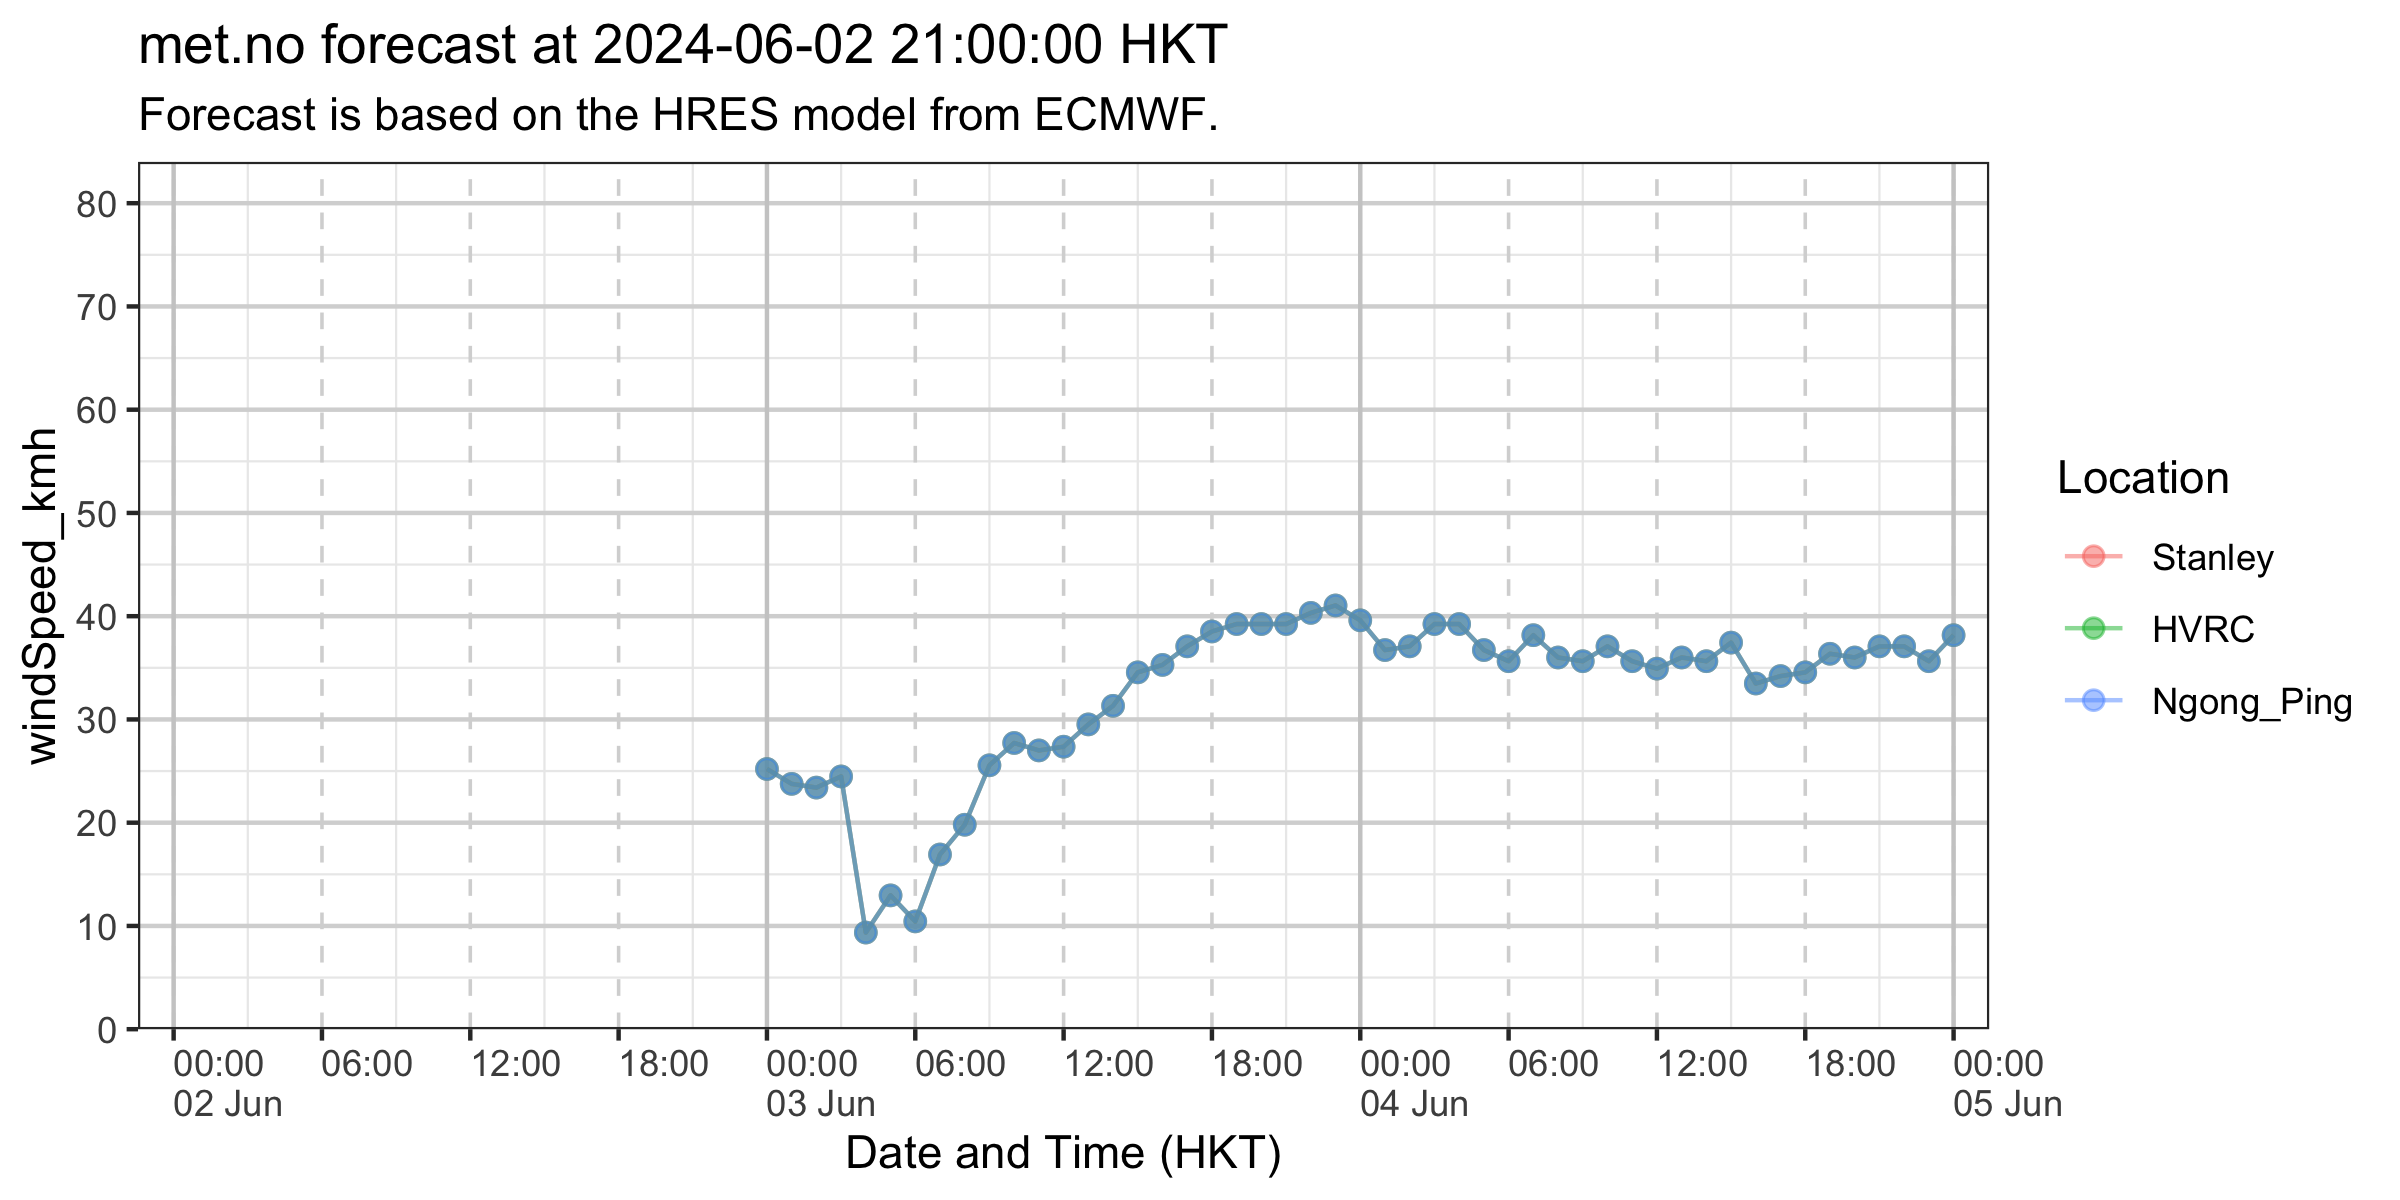 met.no forecast at 2024-06-02 21:00:00 HKT
Forecast is based on the HRES model from ECMWF.
windSpeed_kmh
80
70
60
50
40
30
20
10
0
00:00 06:00 12:00 18:00 00:00 06:00 12:00 18:00 00:00 06:00 12:00 18:00 00:00
02 Jun 03 Jun 04 Jun 05 Jun
Date and Time (HKT)
Location
Stanley
HVRC
Ngong_Ping